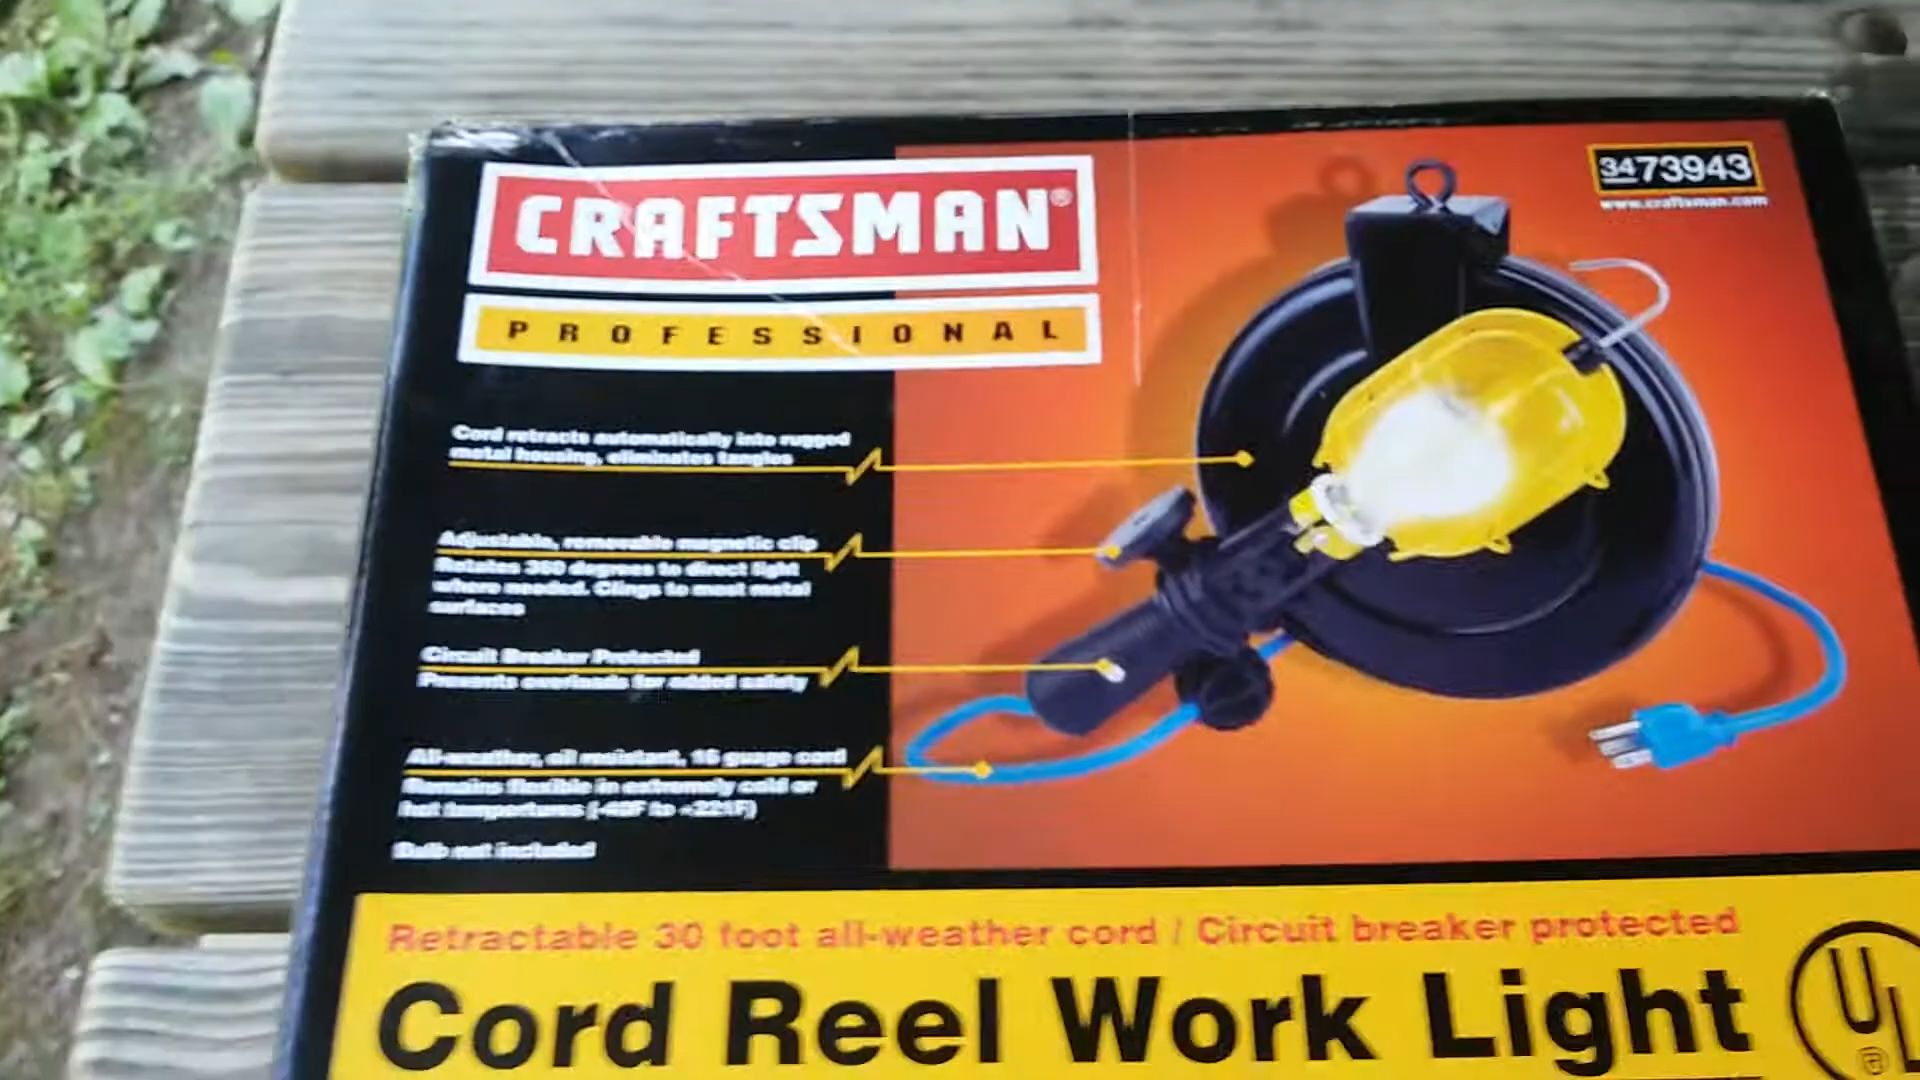 CRAFTSMAN®
PROFESSIONAL
3473943
www.craftsman.com
Cord retracts automatically into rugged
metal housing, eliminates tangles
Adjustable, removable magnetic clip
Rotates 360 degrees to direct light
where needed. Clings to most metal
surfaces
Circuit Breaker Protected
Prevents overloads for added safety
All-weather, oil resistant, 16 guage cord
Remains flexible in extremely cold or
hot tempertures
Bulb not included
Retractable 30 foot all-weather cord / Circuit breaker protected
Cord Reel Work Light
UL
®